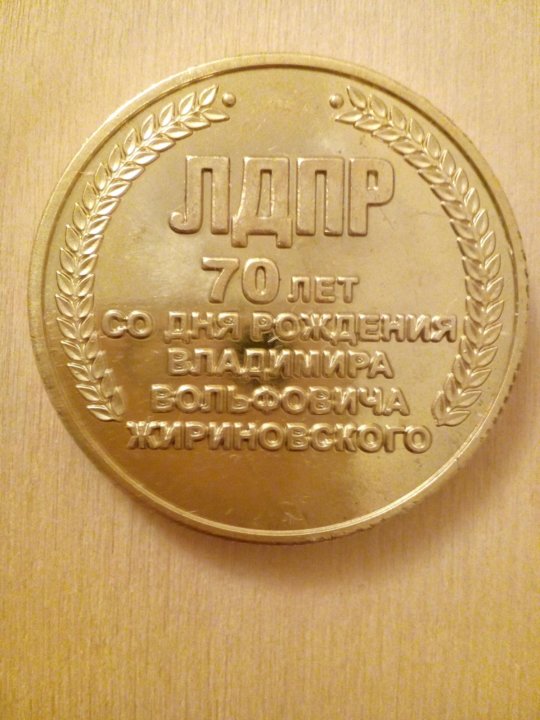 ЛДПР
70 ЛЕТ
СО ДНЯ РОЖДЕНИЯ
ВЛАДИМИРА
ВОЛЬФОВИЧА
ЖИРИНОВСКОГО